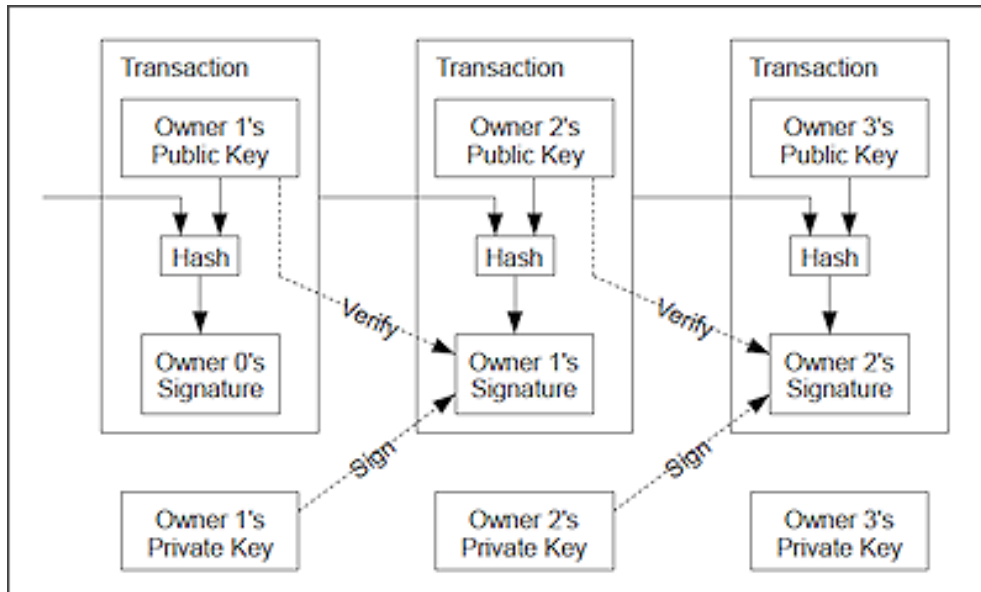 Transaction
Owner 1's
Public Key
Hash
Owner 0's
Signature
Transaction
Owner 2's
Public Key
Hash
Owner 1's
Signature
Transaction
Owner 3's
Public Key
Hash
Owner 2's
Signature
Verify
Verify
Sign
Sign
Owner 1's
Private Key
Owner 2's
Private Key
Owner 3's
Private Key